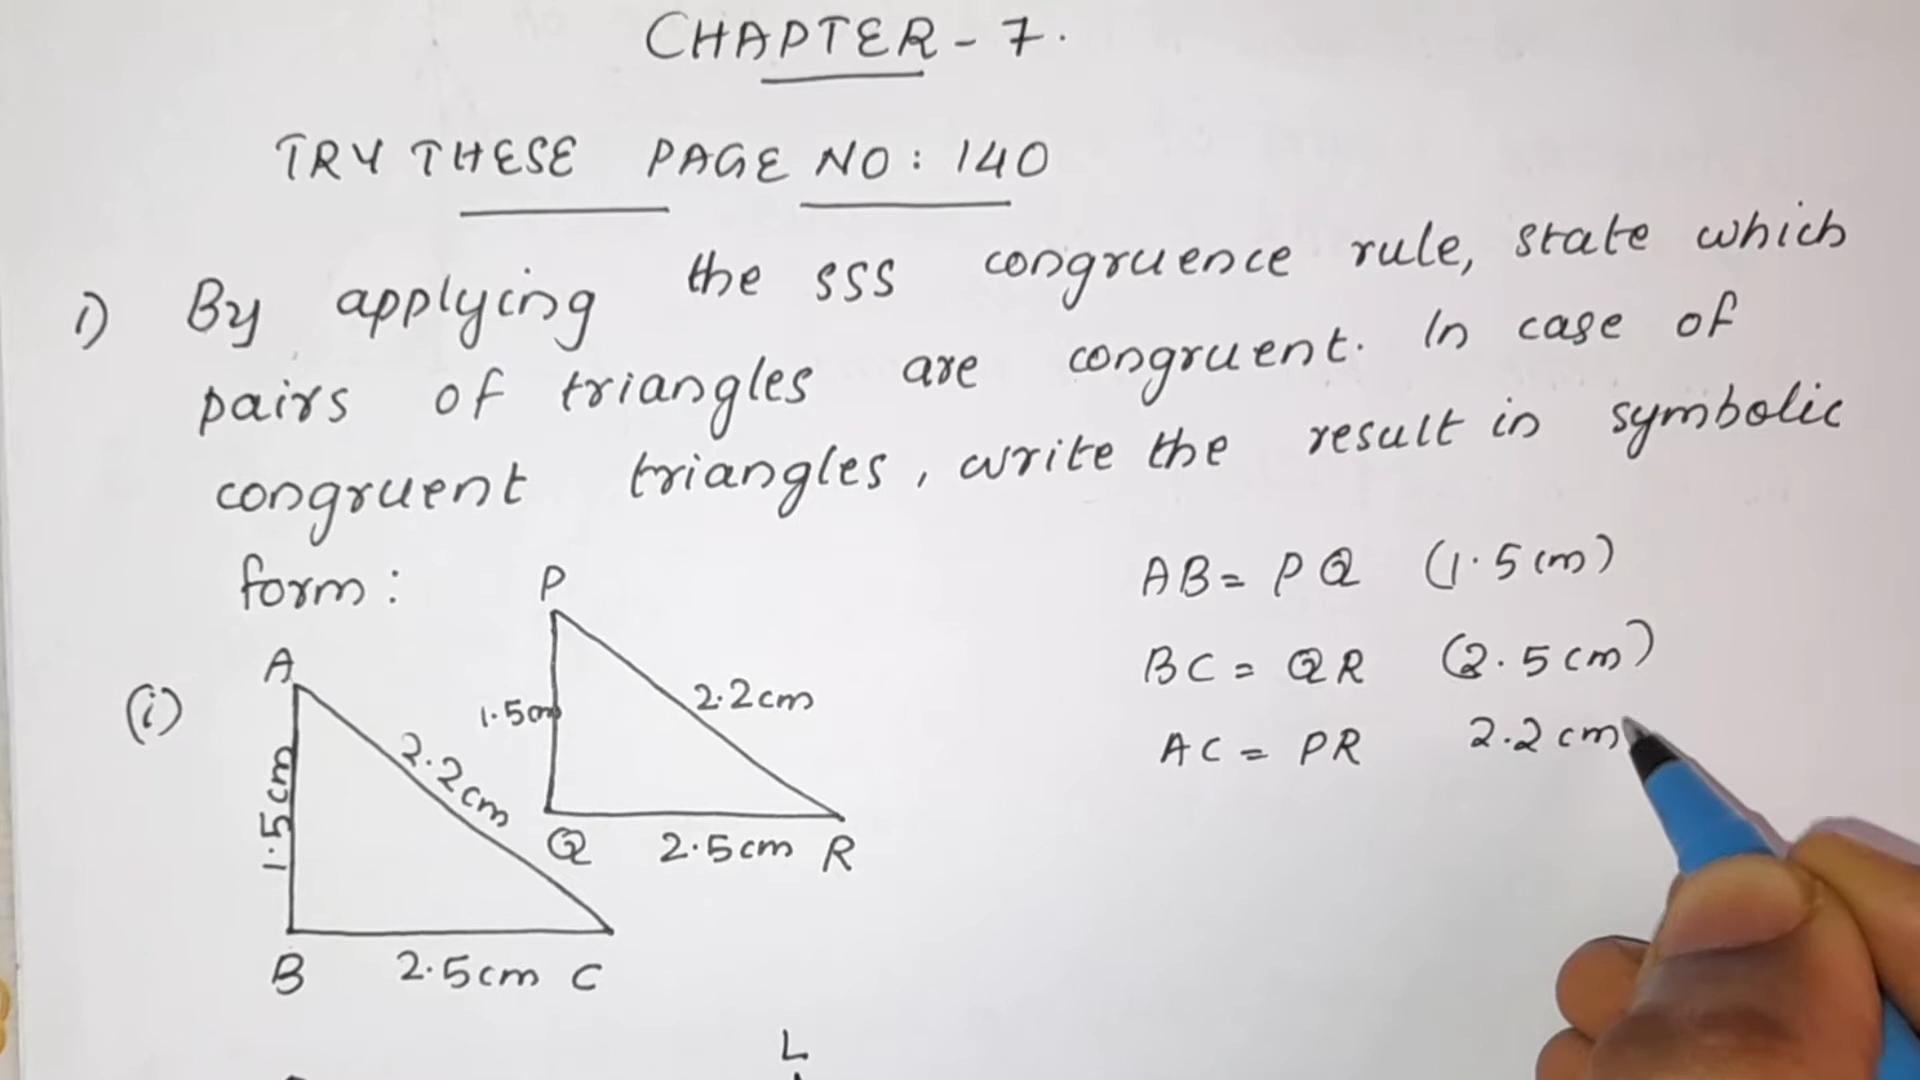 CHAPTER - 7.
TRY THESE PAGE NO : 140
1) By applying the SSS congruence rule, state which
pairs of triangles are congruent. In case of
congruent triangles, write the result in symbolic
form :
(i)
A
1.5cm
2.2cm
B
2.5cm
C
P
1.5cm
2.2cm
Q
2.5cm
R
AB = PQ (1.5cm)
BC = QR (2.5cm)
AC = PR 2.2cm
L